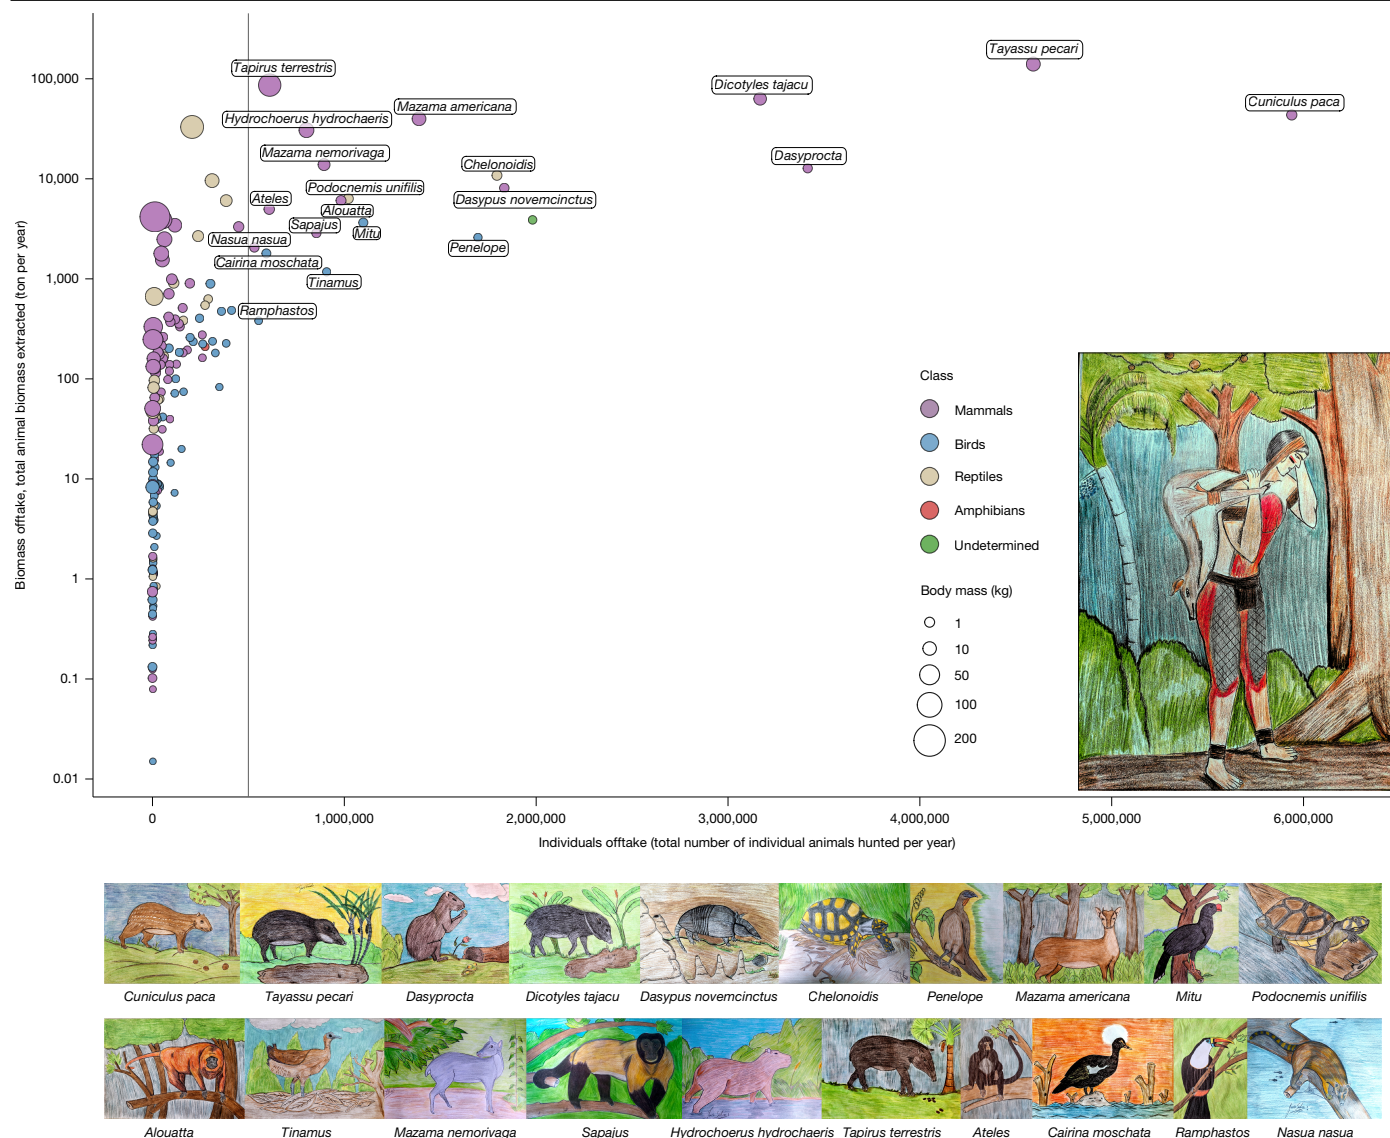 Tayassu pecari
Tapirus terrestris
100,000
Dicotyles tajacu
Cuniculus paca
Mazama americana
Hydrochoerus hydrochaeris
Mazama nemorivaga
Dasyprocta
Chelonoidis
10,000
Podocnemis unifilis
Ateles
Dasypus novemcinctus
Alouatta
Sapajus
Mitu
Nasua nasua
Penelope
Cairina moschata
1,000
Tinamus
Ramphastos
100
10
1
0.1
0.01
Biomass offtake, total animal biomass extracted (ton per year)
Class
Mammals
Birds
Reptiles
Amphibians
Undetermined
Body mass (kg)
1
10
50
100
200
0 1,000,000 2,000,000 3,000,000 4,000,000 5,000,000 6,000,000
Individuals offtake (total number of individual animals hunted per year)
Cuniculus paca Tayassu pecari Dasyprocta Dicotyles tajacu Dasypus novemcinctus Chelonoidis Penelope Mazama americana Mitu Podocnemis unifilis
Alouatta Tinamus Mazama nemorivaga Sapajus Hydrochoerus hydrochaeris Tapirus terrestris Ateles Cairina moschata Ramphastos Nasua nasua